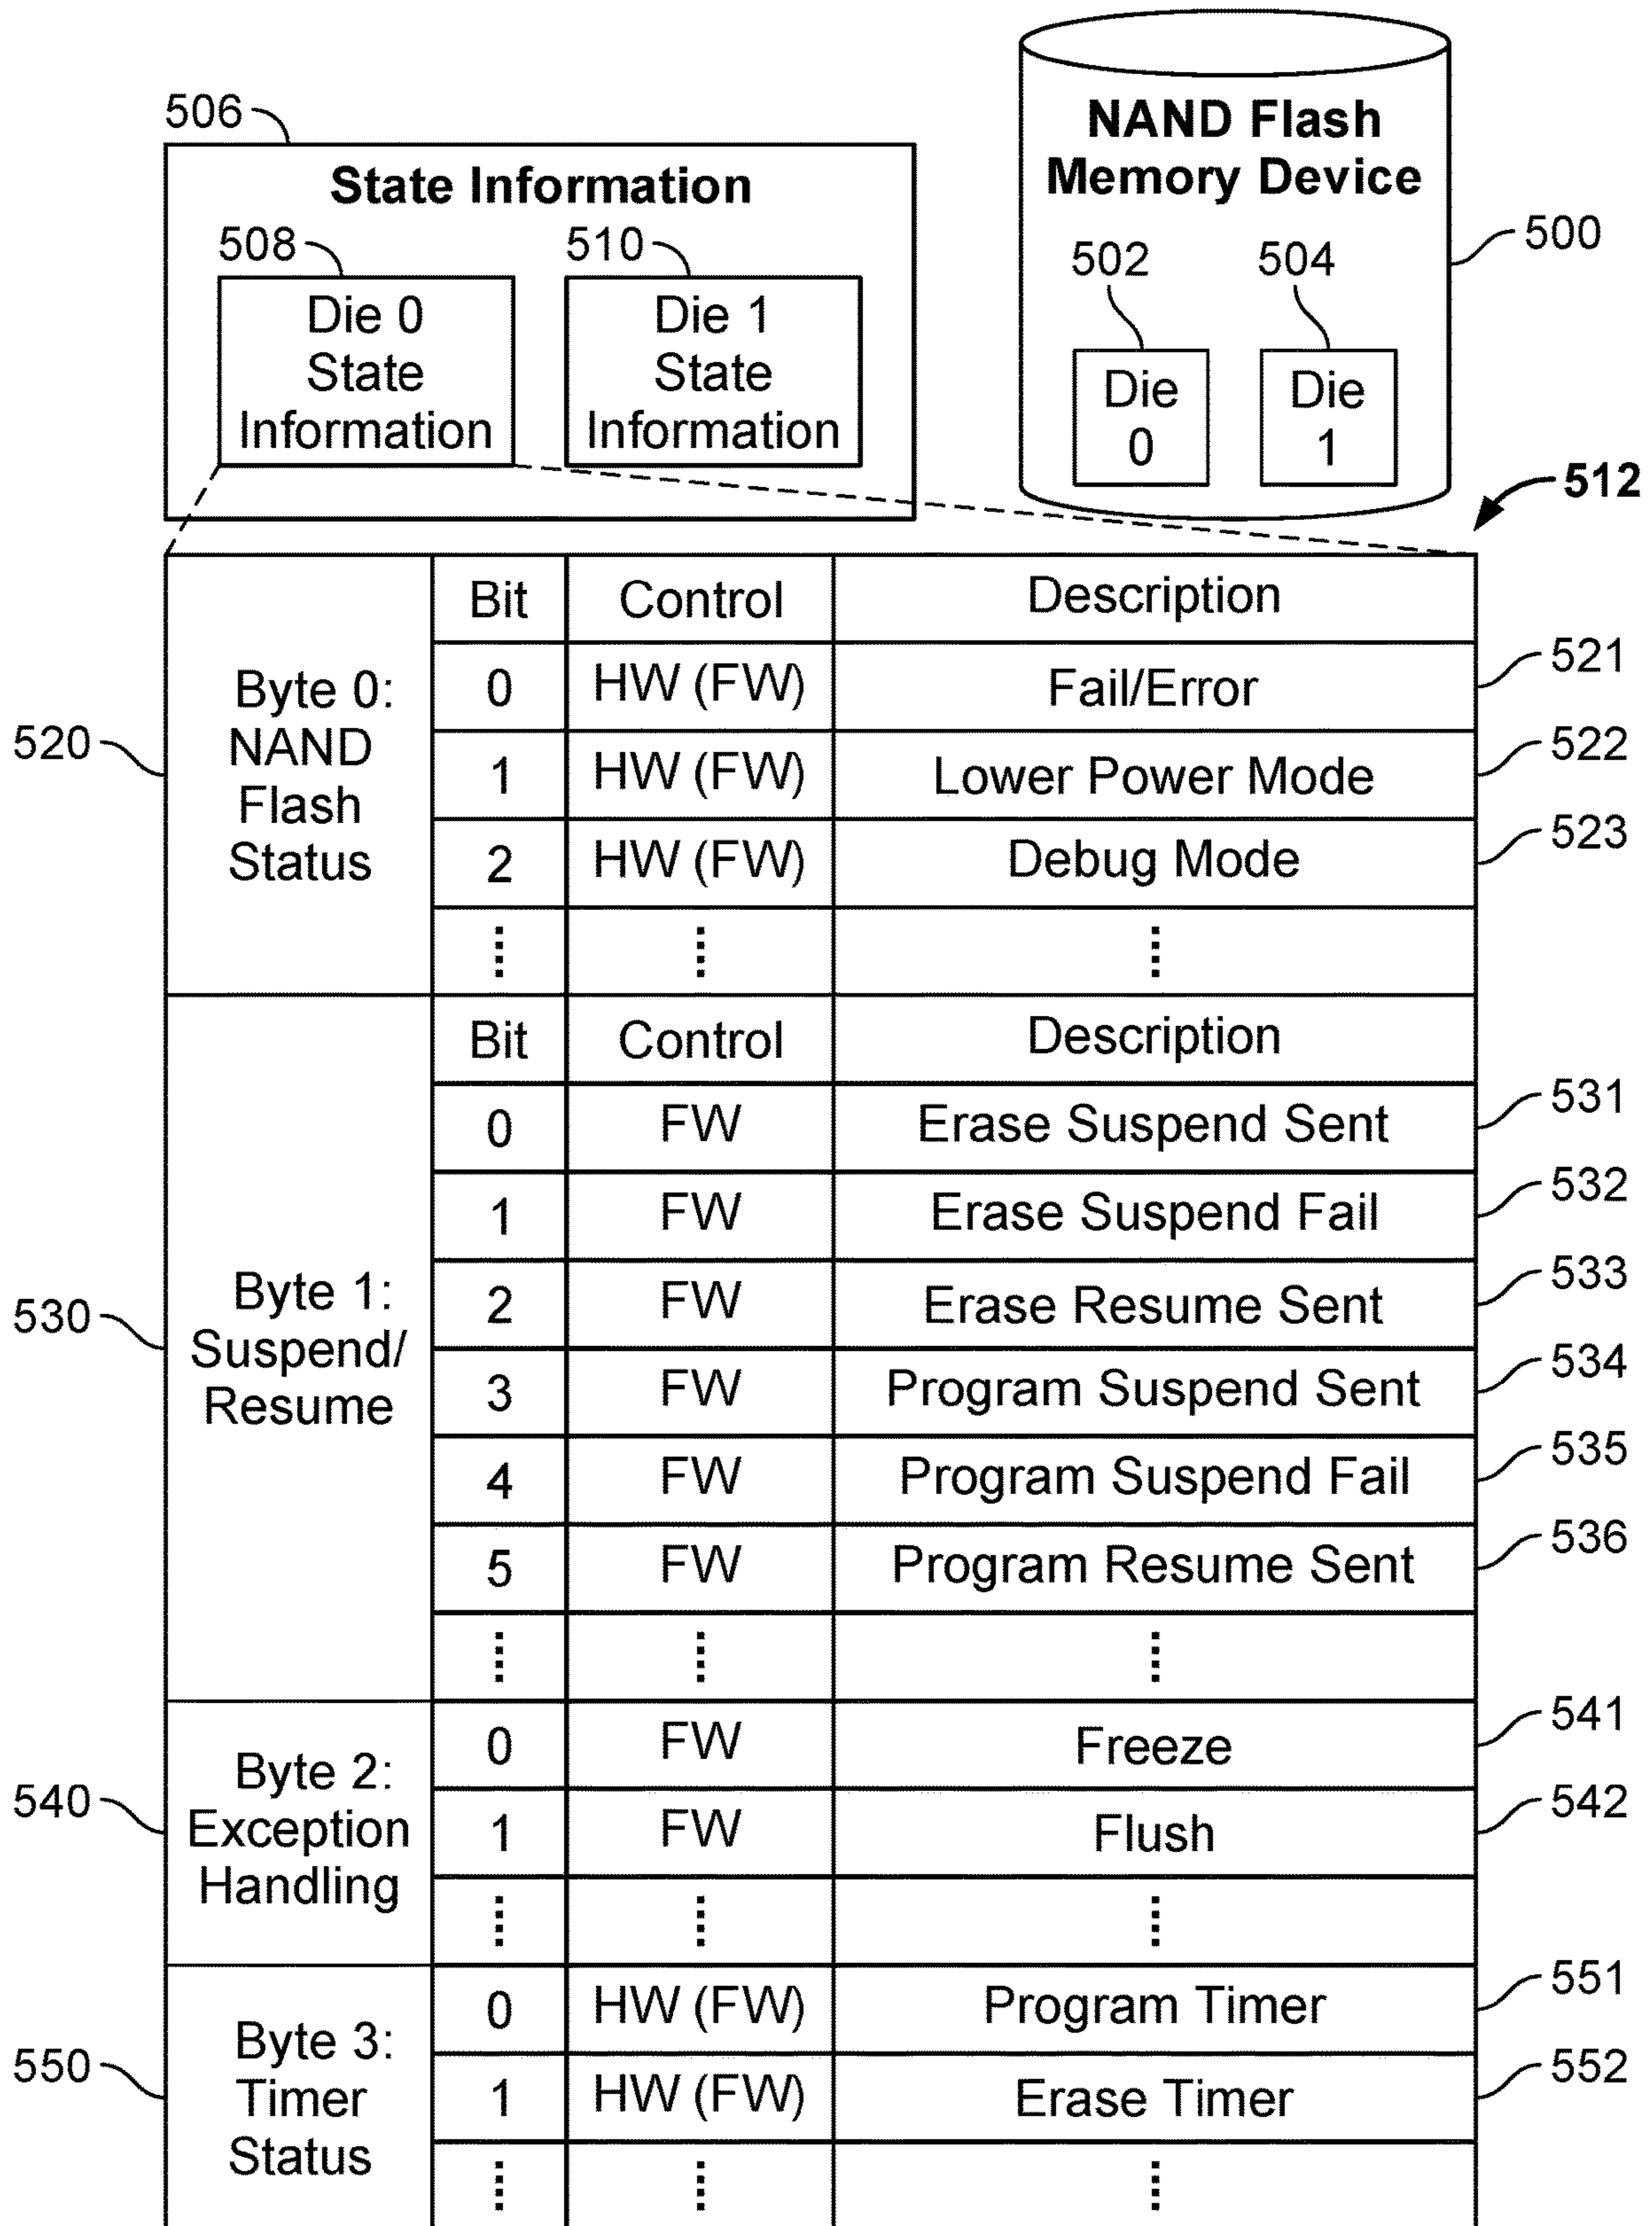 506
State Information
508
510
Die 0
State
Information
Die 1
State
Information
NAND Flash
Memory Device
500
502
504
Die
0
Die
1
512
520
Byte 0:
NAND
Flash
Status
Bit Control Description
0 HW (FW) Fail/Error 521
1 HW (FW) Lower Power Mode 522
2 HW (FW) Debug Mode 523
530
Byte 1:
Suspend/
Resume
Bit Control Description
0 FW Erase Suspend Sent 531
1 FW Erase Suspend Fail 532
2 FW Erase Resume Sent 533
3 FW Program Suspend Sent 534
4 FW Program Suspend Fail 535
5 FW Program Resume Sent 536
540
Byte 2:
Exception
Handling
0 FW Freeze 541
1 FW Flush 542
550
Byte 3:
Timer
Status
0 HW (FW) Program Timer 551
1 HW (FW) Erase Timer 552